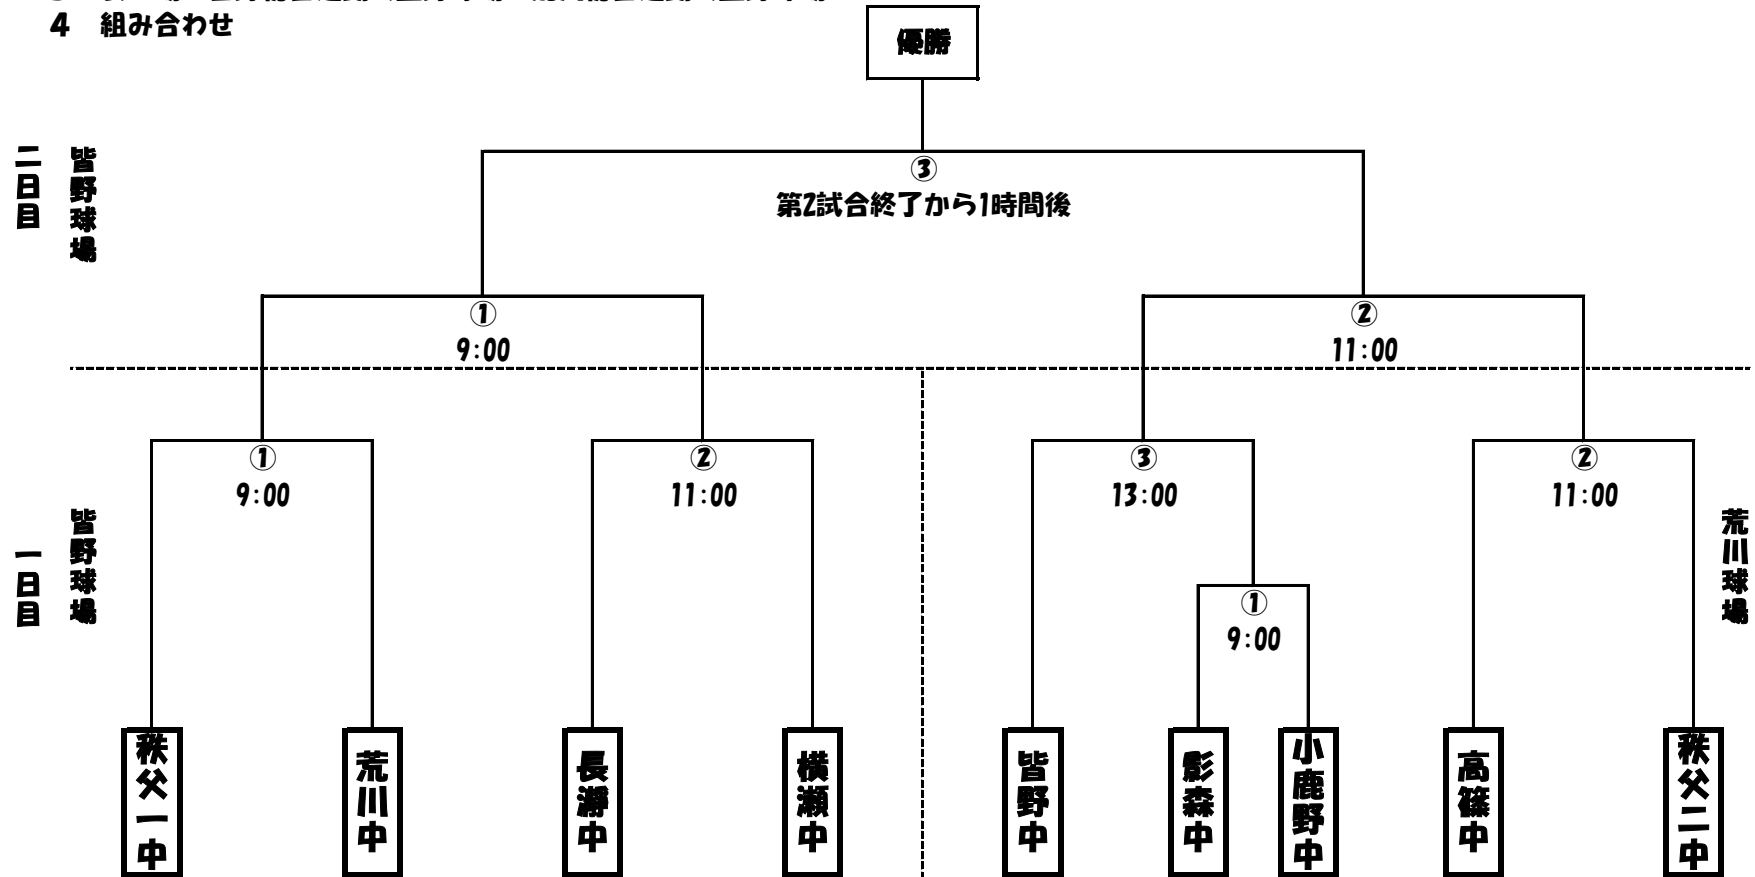 4 組み合わせ
優勝
二日目
皆野球場
③
第2試合終了から1時間後
①
9:00
②
11:00
①
9:00
②
11:00
③
13:00
②
11:00
一日目
皆野球場
荒川球場
①
9:00
秩父一中
荒川中
長瀞中
横瀬中
皆野中
影森中
小鹿野中
高篠中
秩父二中